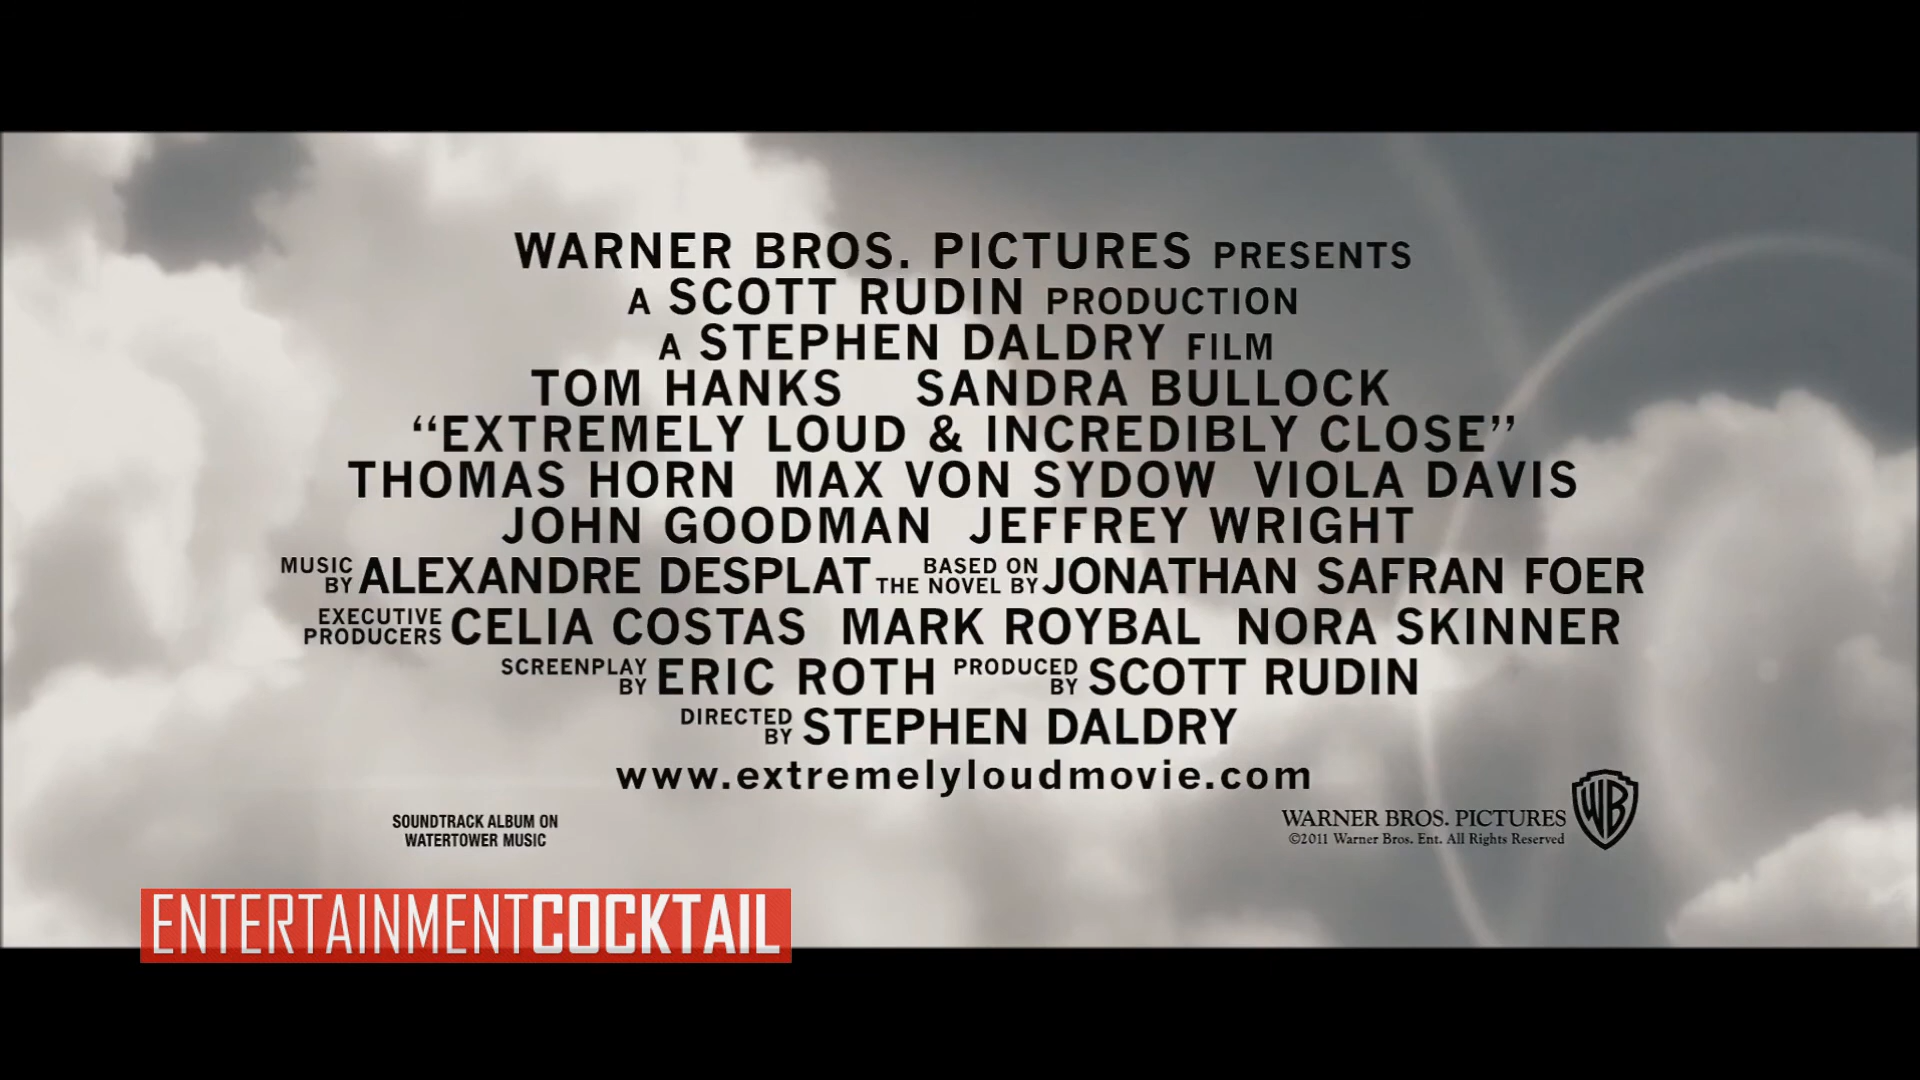 WARNER BROS. PICTURES PRESENTS
A SCOTT RUDIN PRODUCTION
A STEPHEN DALDRY FILM
TOM HANKS SANDRA BULLOCK
“EXTREMELY LOUD & INCREDIBLY CLOSE”
THOMAS HORN MAX VON SYDOW VIOLA DAVIS
JOHN GOODMAN JEFFREY WRIGHT
MUSIC BY ALEXANDRE DESPLAT BASED ON THE NOVEL BY JONATHAN SAFRAN FOER
EXECUTIVE PRODUCERS CELIA COSTAS MARK ROYBAL NORA SKINNER
SCREENPLAY BY ERIC ROTH PRODUCED BY SCOTT RUDIN
DIRECTED BY STEPHEN DALDRY
www.extremelyloudmovie.com
SOUNDTRACK ALBUM ON
WATERTOWER MUSIC
WARNER BROS. PICTURES
©2011 Warner Bros. Ent. All Rights Reserved
WB
ENTERTAINMENTCOCKTAIL